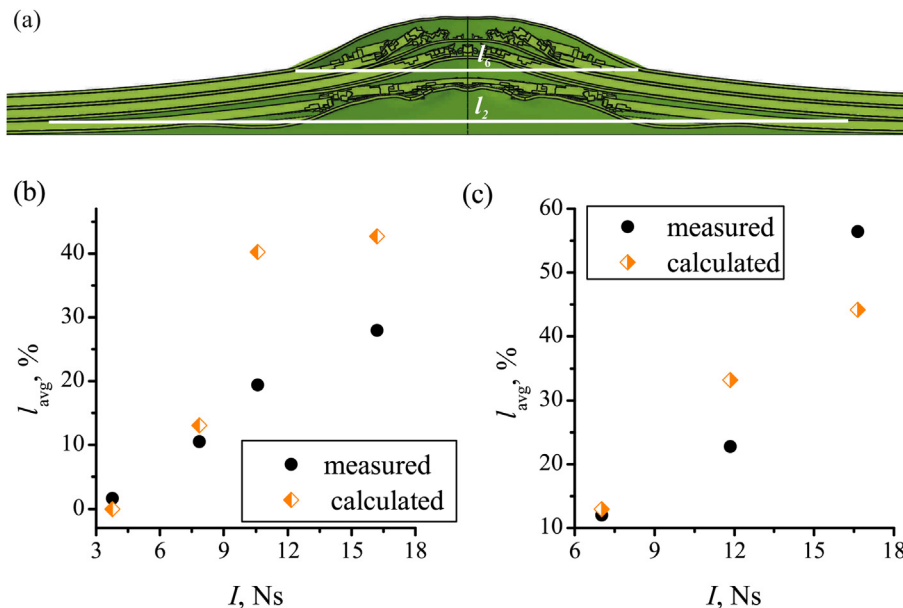 (a)
l6
l2
(b)
(c)
lavg, %
40
30
20
10
0
measured
calculated
3 6 9 12 15 18
I, Ns
lavg, %
60
50
40
30
20
10
measured
calculated
6 9 12 15 18
I, Ns